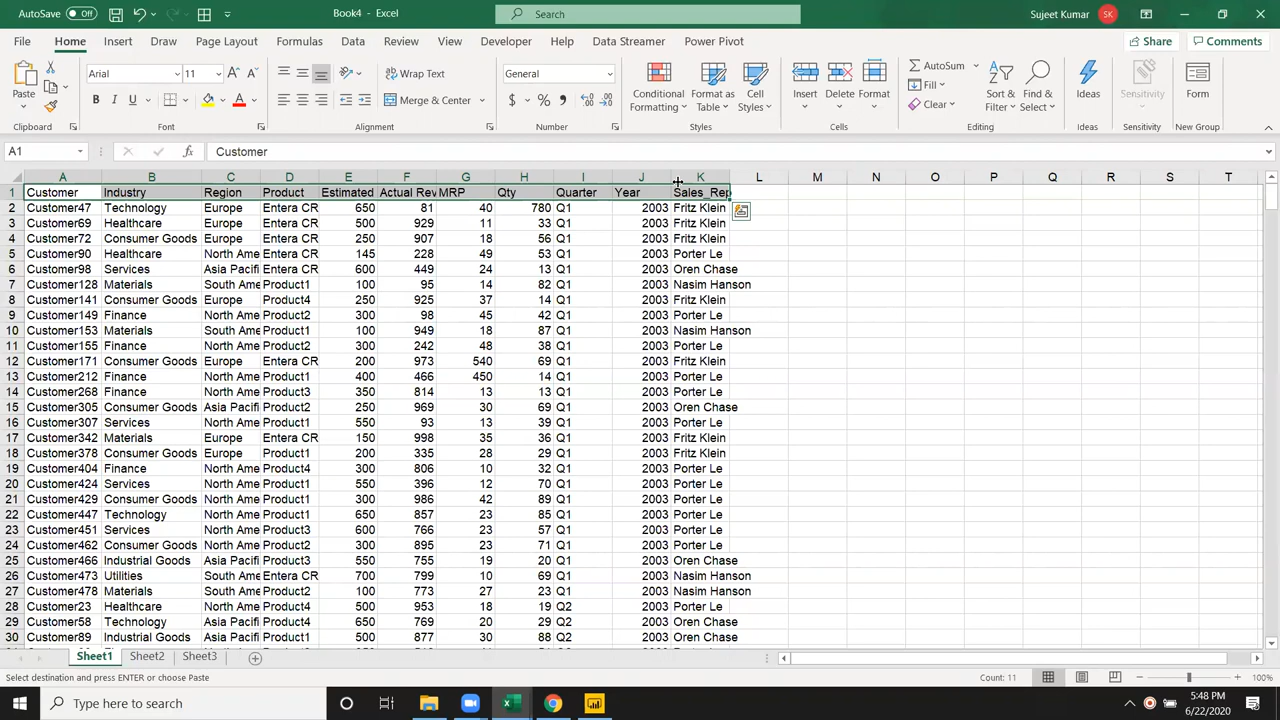 AutoSave Off Book4 - Excel Search Sujeet Kumar SK
File Home Insert Draw Page Layout Formulas Data Review View Developer Help Data Streamer Power Pivot Share Comments
Arial 11 Wrap Text General AutoSum
Paste B I U Merge & Center $ % Conditional Formatting Format as Table Cell Styles Insert Delete Format Fill Clear Sort & Filter Find & Select Ideas Sensitivity Form
Clipboard Font Alignment Number Styles Cells Editing Ideas Sensitivity New Group
A1 fx Customer
A B C D E F G H I J K L M N O P Q R S T
1 Customer Industry Region Product Estimated Actual Rev MRP Qty Quarter Year Sales_Rep
2 Customer47 Technology Europe Entera CR 650 81 40 780 Q1 2003 Fritz Klein
3 Customer69 Healthcare Europe Entera CR 500 929 11 33 Q1 2003 Fritz Klein
4 Customer72 Consumer Goods Europe Entera CR 250 907 18 56 Q1 2003 Fritz Klein
5 Customer90 Healthcare North Ame Entera CR 145 228 49 53 Q1 2003 Porter Le
6 Customer98 Services Asia Pacifi Entera CR 600 449 24 13 Q1 2003 Oren Chase
7 Customer128 Materials South Ame Product1 100 95 14 82 Q1 2003 Nasim Hanson
8 Customer141 Consumer Goods Europe Product4 250 925 37 14 Q1 2003 Fritz Klein
9 Customer149 Finance North Ame Product2 300 98 45 42 Q1 2003 Porter Le
10 Customer153 Materials South Ame Product1 100 949 18 87 Q1 2003 Nasim Hanson
11 Customer155 Finance North Ame Product2 300 242 48 38 Q1 2003 Porter Le
12 Customer171 Consumer Goods Europe Entera CR 200 973 540 69 Q1 2003 Fritz Klein
13 Customer212 Finance North Ame Product1 400 466 450 14 Q1 2003 Porter Le
14 Customer268 Finance North Ame Product3 350 814 13 13 Q1 2003 Porter Le
15 Customer305 Consumer Goods Asia Pacifi Product2 250 969 30 69 Q1 2003 Oren Chase
16 Customer307 Services North Ame Product1 550 93 13 39 Q1 2003 Porter Le
17 Customer342 Materials Europe Entera CR 150 998 35 36 Q1 2003 Fritz Klein
18 Customer378 Consumer Goods Europe Product1 200 335 28 29 Q1 2003 Fritz Klein
19 Customer404 Finance North Ame Product4 300 806 10 32 Q1 2003 Porter Le
20 Customer424 Services North Ame Product1 550 396 12 70 Q1 2003 Porter Le
21 Customer429 Consumer Goods North Ame Product1 300 986 42 89 Q1 2003 Porter Le
22 Customer447 Technology North Ame Product1 650 857 23 85 Q1 2003 Porter Le
23 Customer451 Services North Ame Product3 600 766 23 57 Q1 2003 Porter Le
24 Customer462 Consumer Goods North Ame Product2 300 895 23 71 Q1 2003 Porter Le
25 Customer466 Industrial Goods Asia Pacifi Product3 550 755 19 20 Q1 2003 Oren Chase
26 Customer473 Utilities South Ame Entera CR 700 799 10 69 Q1 2003 Nasim Hanson
27 Customer478 Materials South Ame Product2 100 773 27 23 Q1 2003 Nasim Hanson
28 Customer23 Healthcare North Ame Product4 500 953 18 19 Q2 2003 Porter Le
29 Customer58 Technology Asia Pacifi Product4 650 769 20 29 Q2 2003 Oren Chase
30 Customer89 Industrial Goods Asia Pacifi Product1 500 877 30 88 Q2 2003 Oren Chase
Sheet1 Sheet2 Sheet3
Select destination and press ENTER or choose Paste Count: 11 100%
Type here to search 5:48 PM
6/22/2020